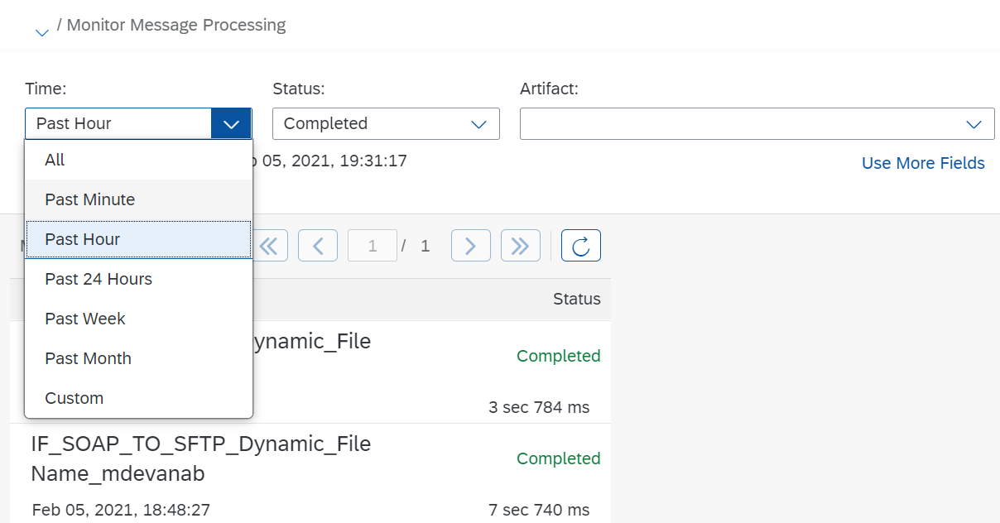 / Monitor Message Processing
Time:
Status:
Artifact:
Past Hour
Completed
All
05, 2021, 19:31:17
Use More Fields
Past Minute
Past Hour
1 / 1
Past 24 Hours
Status
Past Week
ynamic_File
Completed
Past Month
Custom
3 sec 784 ms
IF_SOAP_TO_SFTP_Dynamic_File
Name_mdevanab
Completed
Feb 05, 2021, 18:48:27
7 sec 740 ms